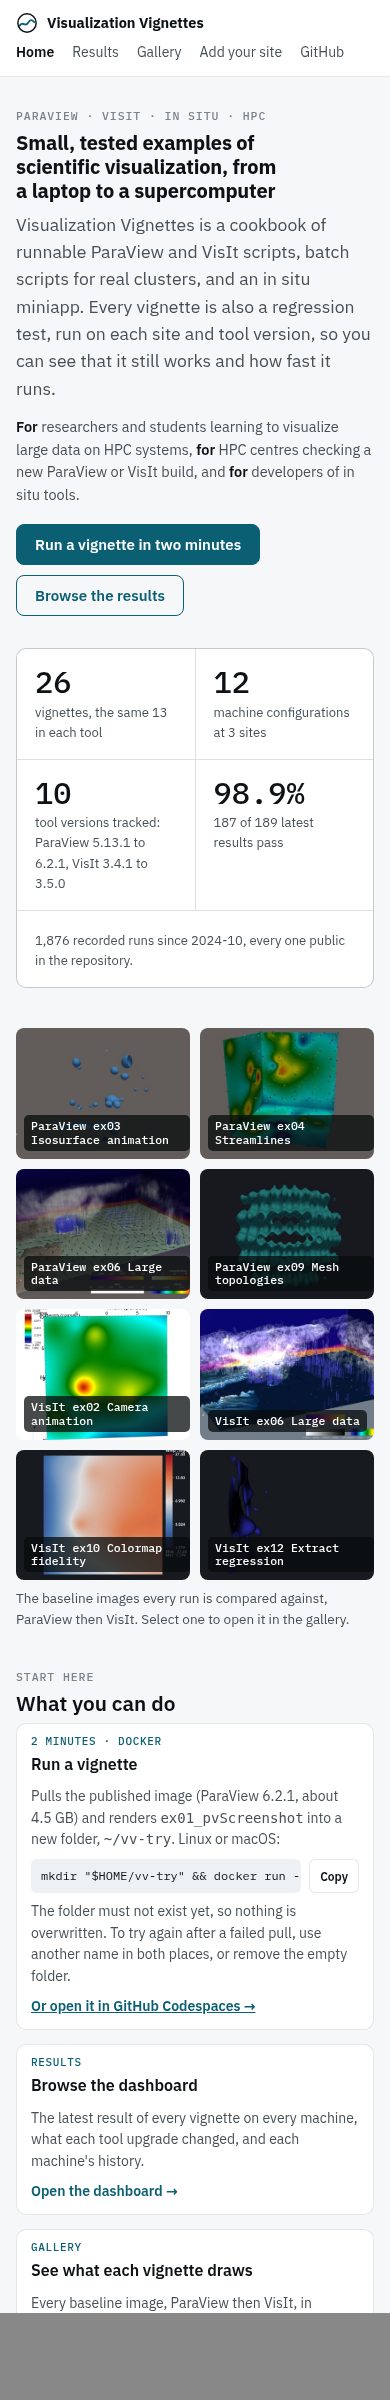 Visualization Vignettes
Home Results Gallery Add your site GitHub
PARAVIEW · VISIT · IN SITU · HPC
Small, tested examples of
scientific visualization, from
a laptop to a supercomputer
Visualization Vignettes is a cookbook of
runnable ParaView and VisIt scripts, batch
scripts for real clusters, and an in situ
miniapp. Every vignette is also a regression
test, run on each site and tool version, so you
can see that it still works and how fast it
runs.
For researchers and students learning to visualize
large data on HPC systems, for HPC centres checking a
new ParaView or VisIt build, and for developers of in
situ tools.
Run a vignette in two minutes
Browse the results
26
vignettes, the same 13
in each tool
12
machine configurations
at 3 sites
10
tool versions tracked:
ParaView 5.13.1 to
6.2.1, VisIt 3.4.1 to
3.5.0
98.9%
187 of 189 latest
results pass
1,876 recorded runs since 2024-10, every one public
in the repository.
ParaView ex03
Isosurface animation
ParaView ex04
Streamlines
ParaView ex06 Large
data
ParaView ex09 Mesh
topologies
VisIt ex02 Camera
animation
VisIt ex06 Large data
VisIt ex10 Colormap
fidelity
VisIt ex12 Extract
regression
The baseline images every run is compared against,
ParaView then VisIt. Select one to open it in the gallery.
START HERE
What you can do
2 MINUTES · DOCKER
Run a vignette
Pulls the published image (ParaView 6.2.1, about
4.5 GB) and renders ex01_pvScreenshot into a
new folder, ~/vv-try. Linux or macOS:
mkdir "$HOME/vv-try" && docker run -
Copy
The folder must not exist yet, so nothing is
overwritten. To try again after a failed pull, use
another name in both places, or remove the empty
folder.
Or open it in GitHub Codespaces →
RESULTS
Browse the dashboard
The latest result of every vignette on every machine,
what each tool upgrade changed, and each
machine's history.
Open the dashboard →
GALLERY
See what each vignette draws
Every baseline image, ParaView then VisIt, in